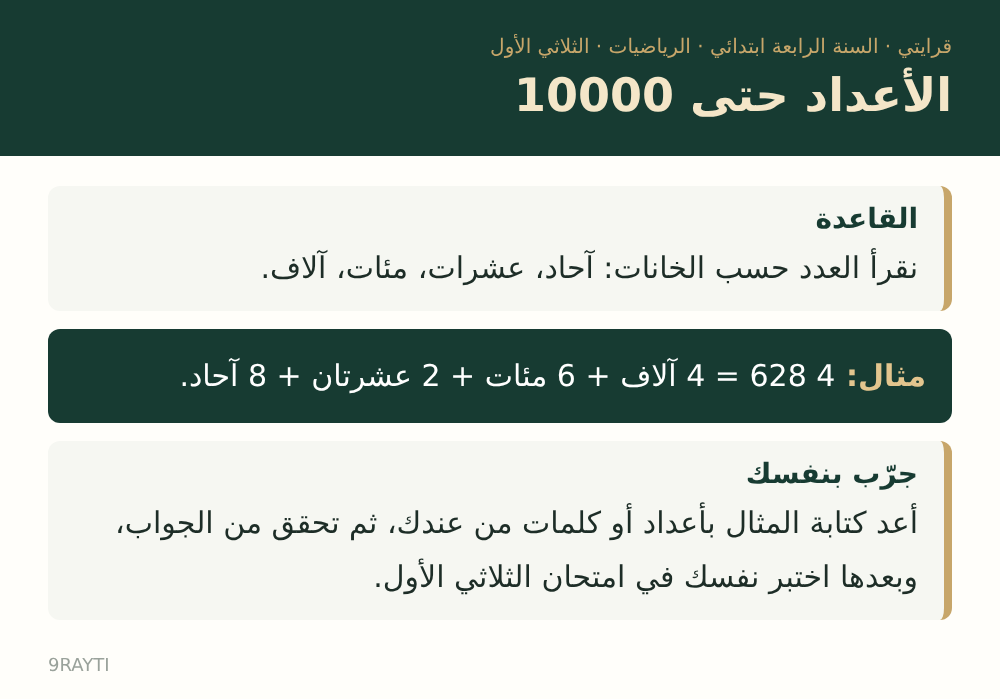 قرايتي · السنة الرابعة ابتدائي · الرياضيات · الثلاثي الأول
الأعداد حتى 10000
القاعدة
نقرأ العدد حسب الخانات: آحاد، عشرات، مئات، آلاف.
مثال: 4 628 = 4 آلاف + 6 مئات + 2 عشرتان + 8 آحاد.
جرّب بنفسك
أعد كتابة المثال بأعداد أو كلمات من عندك، ثم تحقق من الجواب،
وبعدها اختبر نفسك في امتحان الثلاثي الأول.
9RAYTI